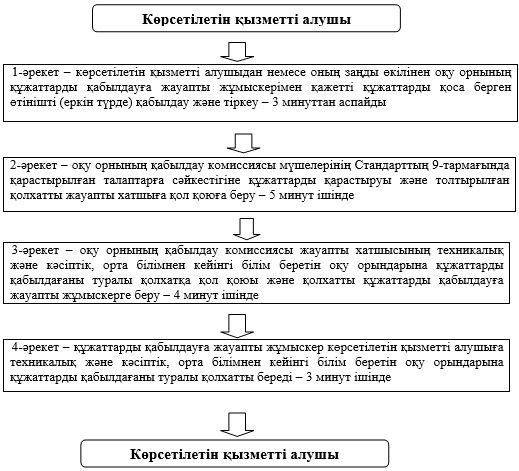 Көрсетілетін қызметті алушы
1-әрекет – көрсетілетін қызметті алушыдан немесе оның заңды өкілінен оқу орнының
құжаттарды қабылдауға жауапты жұмыскерімен қажетті құжаттарды қоса берген
өтінішті (еркін түрде) қабылдау және тіркеу – 3 минуттан аспайды
2-әрекет – оқу орнының қабылдау комиссиясы мүшелерінің Стандарттың 9-тармағында
қарастырылған талаптарға сәйкестігіне құжаттарды қарастыруы және толтырылған
қолхатты жауапты хатшыға қол қоюға беру – 5 минут ішінде
3-әрекет – оқу орнының қабылдау комиссиясы жауапты хатшысының техникалық
және кәсіптік, орта білімнен кейінгі білім беретін оқу орындарына құжаттарды
қабылдағаны туралы қолхатқа қол қоюы және қолхатты құжаттарды қабылдауға
жауапты жұмыскерге беру – 4 минут ішінде
4-әрекет – құжаттарды қабылдауға жауапты жұмыскер көрсетілетін қызметті алушыға
техникалық және кәсіптік, орта білімнен кейінгі білім беретін оқу орындарына
құжаттарды қабылдағаны туралы қолхатты береді – 3 минут ішінде
Көрсетілетін қызметті алушы